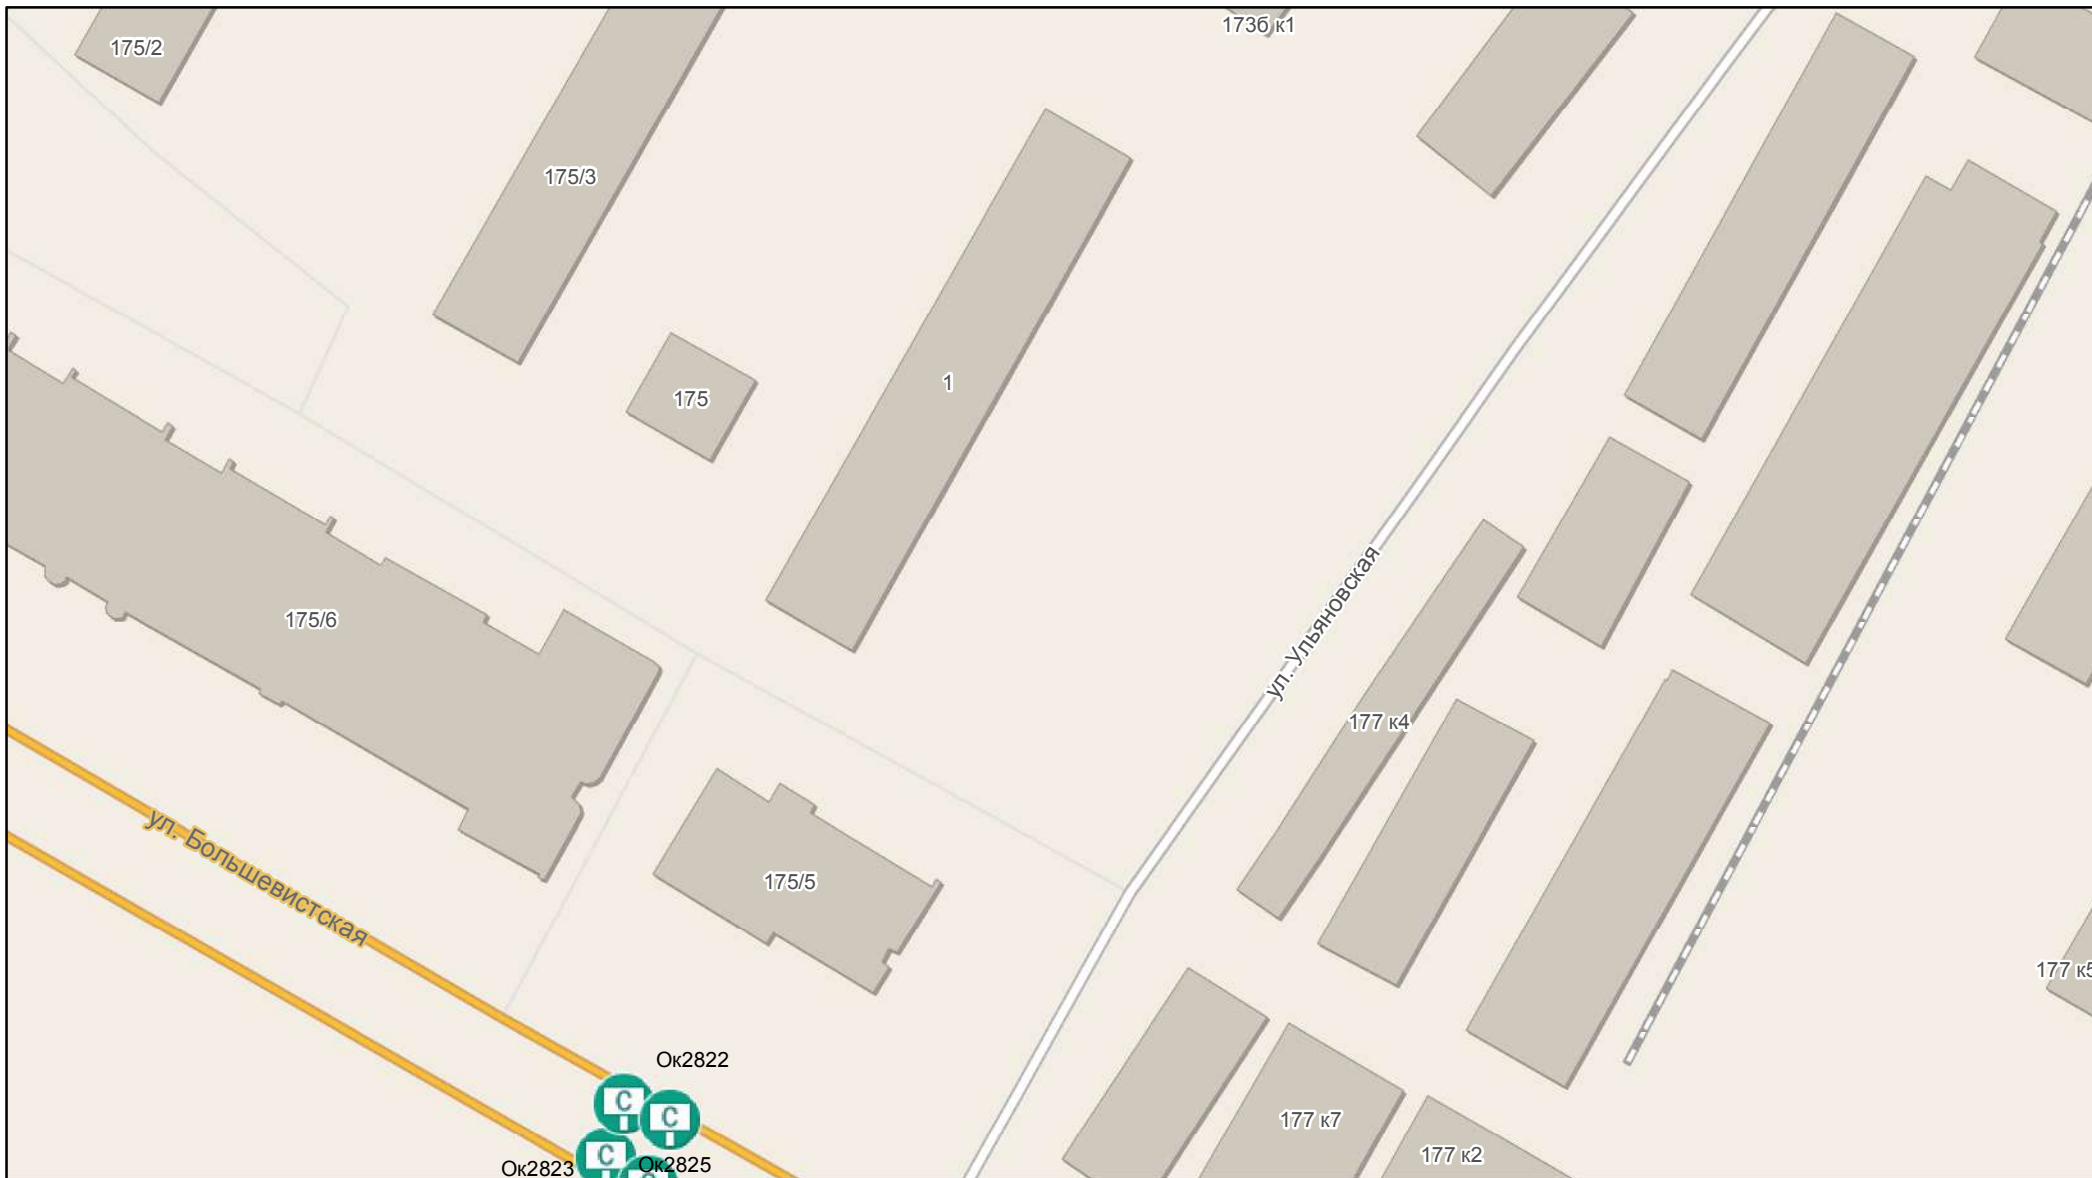 173б к1
175/2
175/3
1
175
ул. Ульяновская
175/6
177 к4
ул. Большевистская
175/5
177 к5
Ок2822
C
C
177 к7
C
177 к2
Ок2825
Ок2823